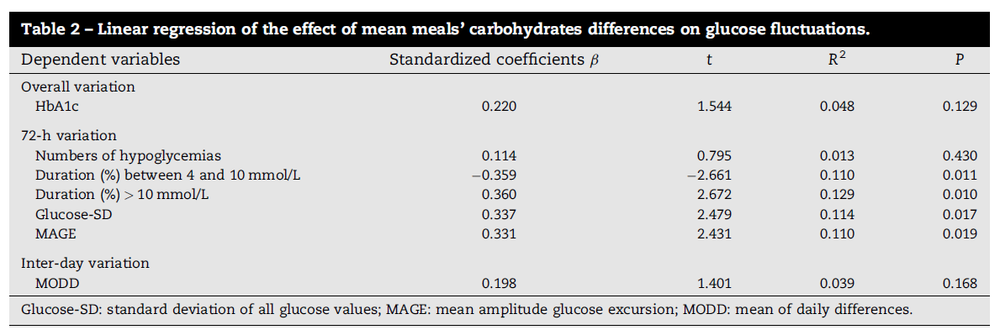 Table 2 – Linear regression of the effect of mean meals' carbohydrates differences on glucose fluctuations.
Dependent variables Standardized coefficients β t R² P
Overall variation
HbA1c 0.220 1.544 0.048 0.129
72-h variation
Numbers of hypoglycemias 0.114 0.795 0.013 0.430
Duration (%) between 4 and 10 mmol/L −0.359 −2.661 0.110 0.011
Duration (%) > 10 mmol/L 0.360 2.672 0.129 0.010
Glucose-SD 0.337 2.479 0.114 0.017
MAGE 0.331 2.431 0.110 0.019
Inter-day variation
MODD 0.198 1.401 0.039 0.168
Glucose-SD: standard deviation of all glucose values; MAGE: mean amplitude glucose excursion; MODD: mean of daily differences.